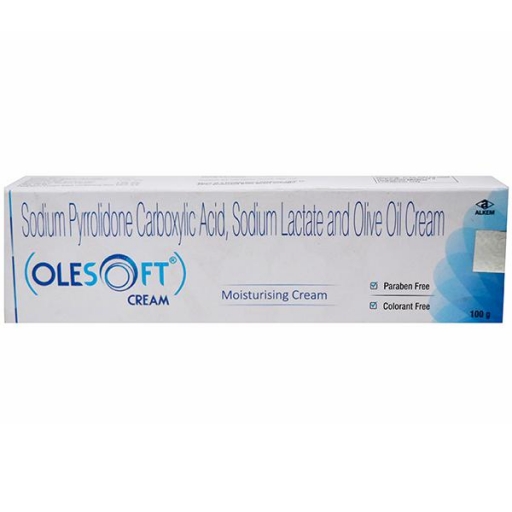 Sodium Pyrrolidone Carboxylic Acid, Sodium Lactate and Olive Oil Cream
ALKEM
(OLESOFT®)
CREAM
Moisturising Cream
Paraben Free
Colorant Free
100 g